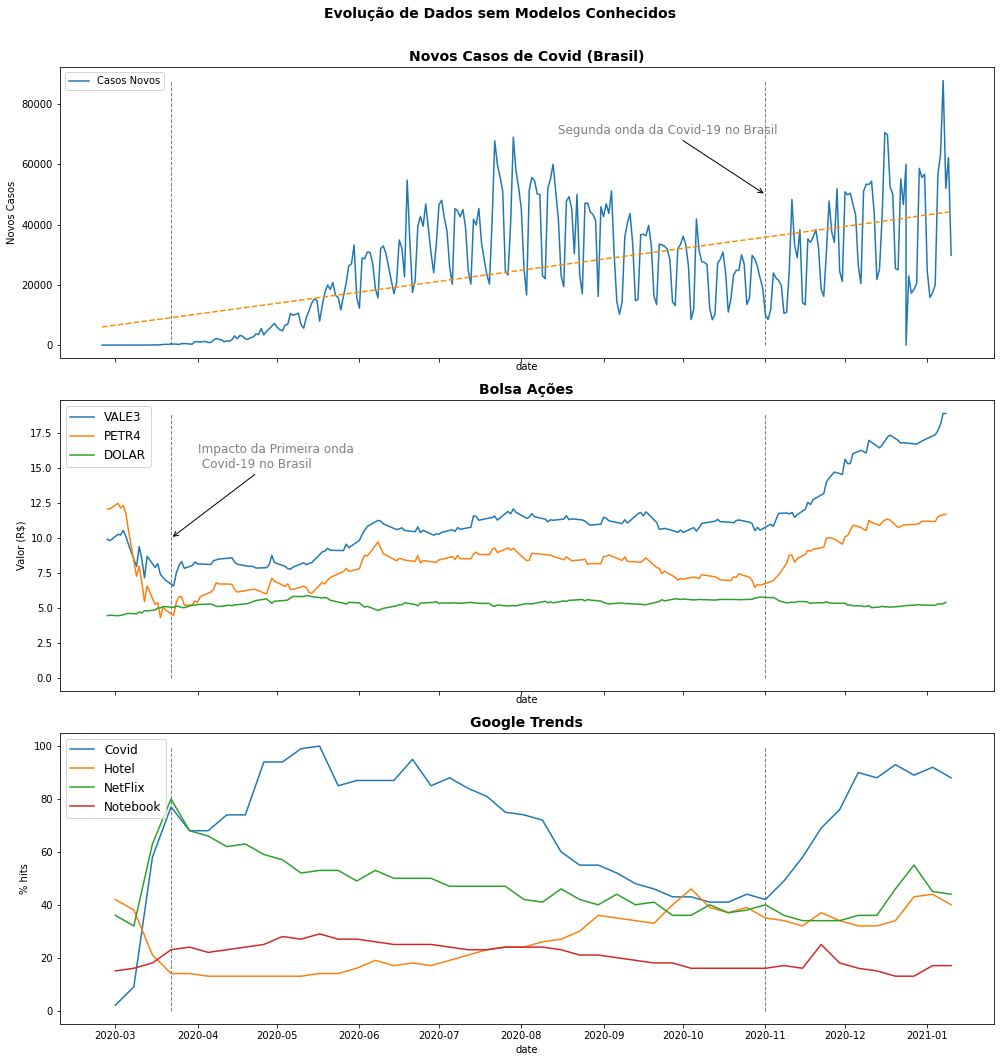 Evolução de Dados sem Modelos Conhecidos
Novos Casos de Covid (Brasil)
Casos Novos
Segunda onda da Covid-19 no Brasil
80000
60000
40000
20000
0
Novos Casos
date
Bolsa Ações
VALE3
PETR4
DOLAR
Impacto da Primeira onda
Covid-19 no Brasil
17.5
15.0
12.5
10.0
7.5
5.0
2.5
0.0
Valor (R$)
date
Google Trends
Covid
Hotel
NetFlix
Notebook
100
80
60
40
20
0
% hits
2020-03 2020-04 2020-05 2020-06 2020-07 2020-08 2020-09 2020-10 2020-11 2020-12 2021-01
date